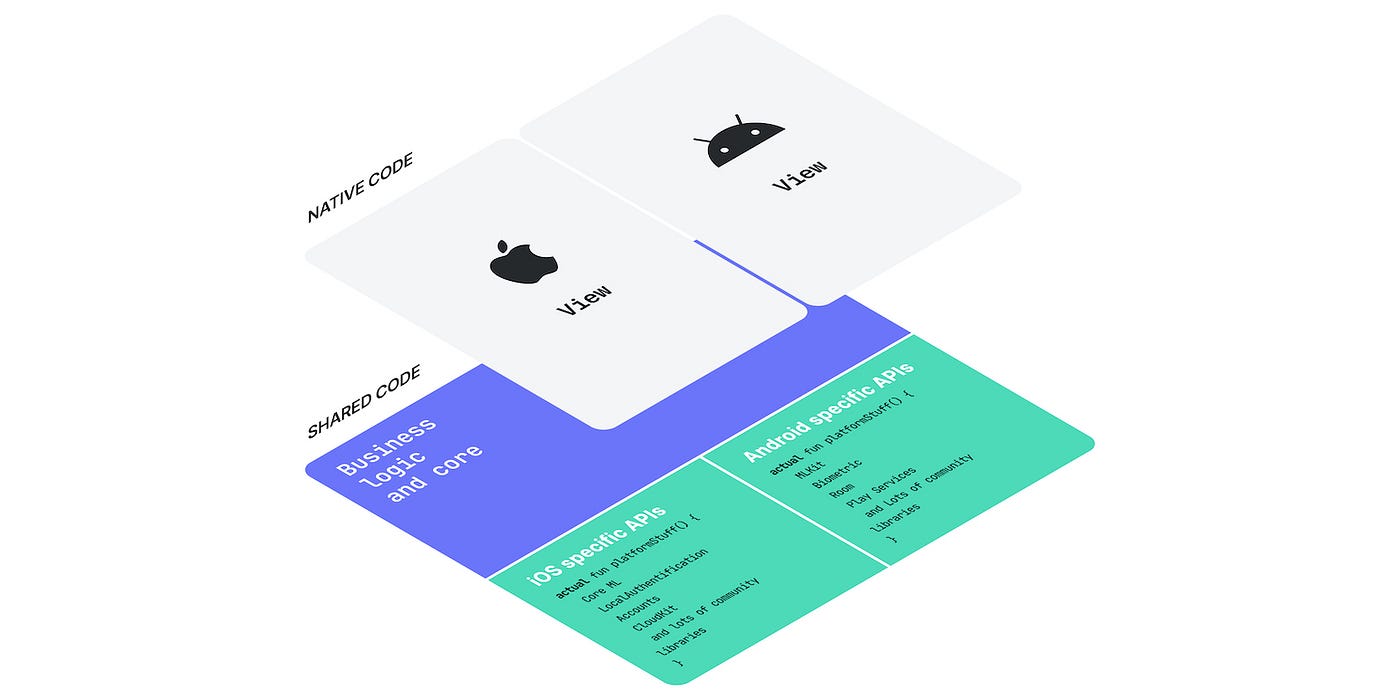 NATIVE CODE
View
View
SHARED CODE
Business
logic
and core
iOS specific APIs
actual fun platformStuff() {
Core ML
LocalAuthentification
Accounts
CloudKit
and lots of community
libraries
}
Android specific APIs
actual fun platformStuff() {
MLKit
Biometric
Room
Play Services
and Lots of community
libraries
}